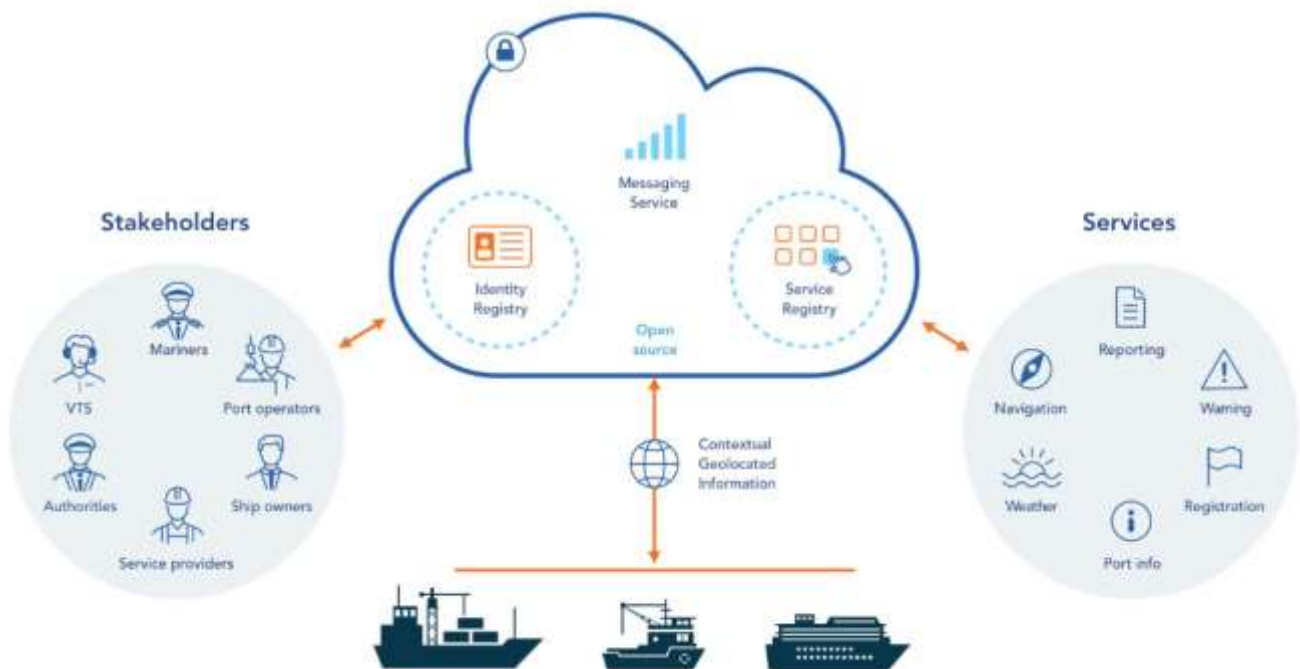 Messaging
Service
Identity
Registry
Service
Registry
Open
source
Stakeholders
Mariners
VTS
Port operators
Authorities
Ship owners
Service providers
Contextual
Geolocated
Information
Services
Reporting
Navigation
Warning
Weather
Registration
Port info